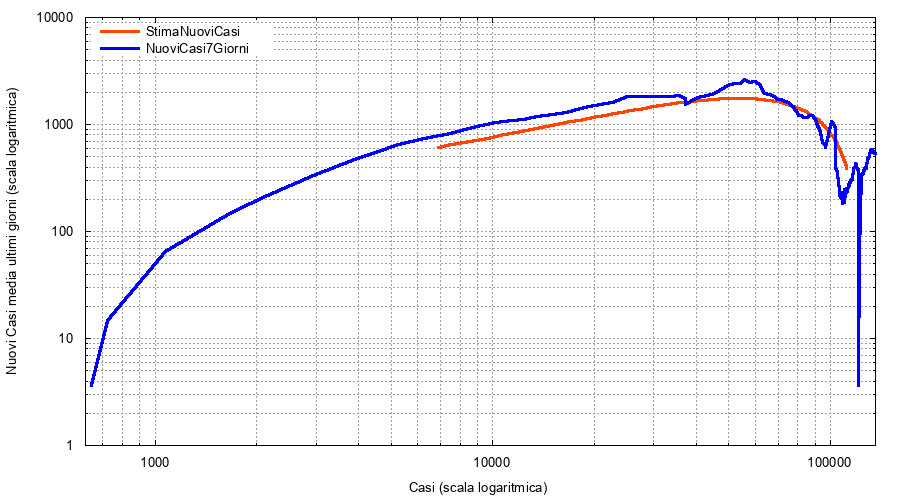 StimaNuoviCasi
NuoviCasi7Giorni
10000
1000
100
10
1
Nuovi Casi media ultimi giorni (scala logaritmica)
1000
10000
100000
Casi (scala logaritmica)